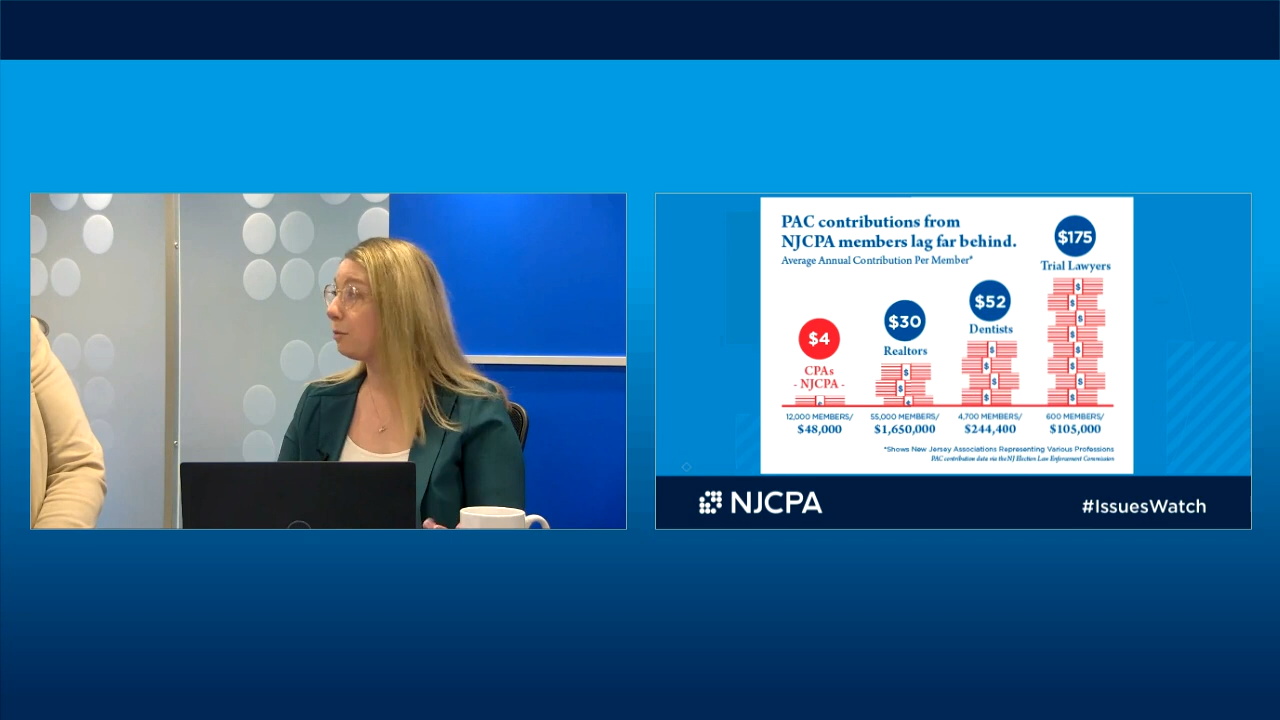 PAC contributions from
NJCPA members lag far behind.
Average Annual Contribution Per Member*
$4
CPAs
- NJCPA -
12,000 MEMBERS/
$48,000
$30
Realtors
55,000 MEMBERS/
$1,650,000
$52
Dentists
4,700 MEMBERS/
$244,400
$175
Trial Lawyers
600 MEMBERS/
$105,000
*Shows New Jersey Associations Representing Various Professions
PAC contribution data via the NJ Election Law Enforcement Commission
NJCPA
#IssuesWatch